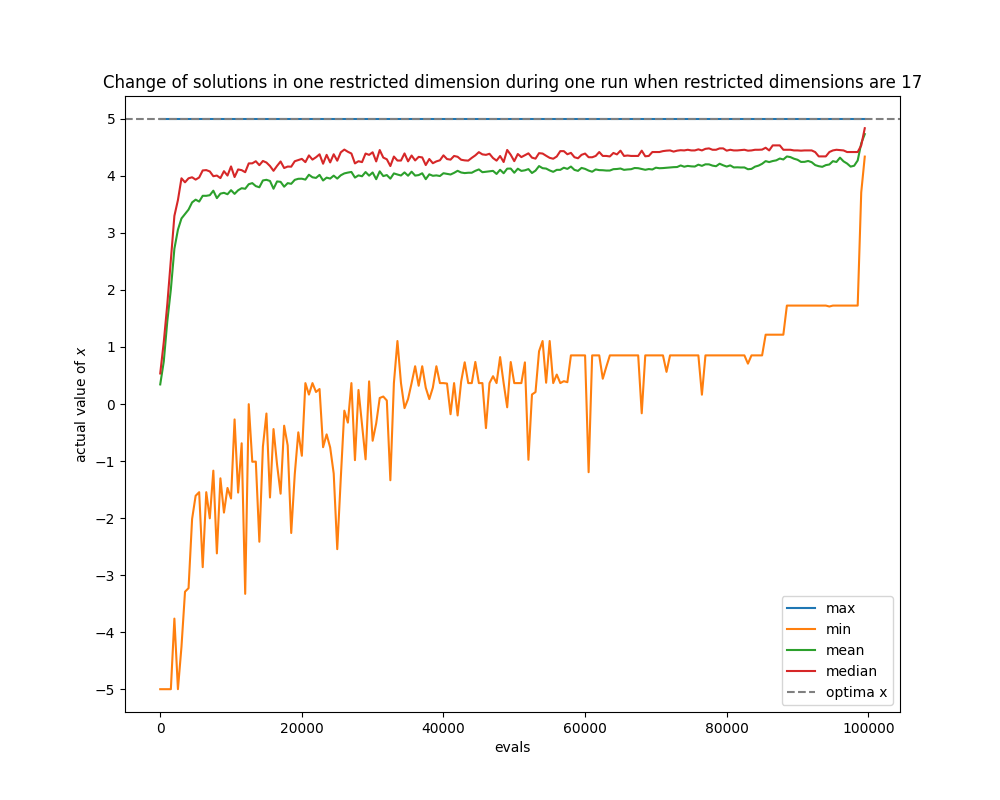 Change of solutions in one restricted dimension during one run when restricted dimensions are 17
5
4
3
2
1
0
−1
−2
−3
−4
−5
actual value of x
0 20000 40000 60000 80000 100000
evals
max
min
mean
median
optima x